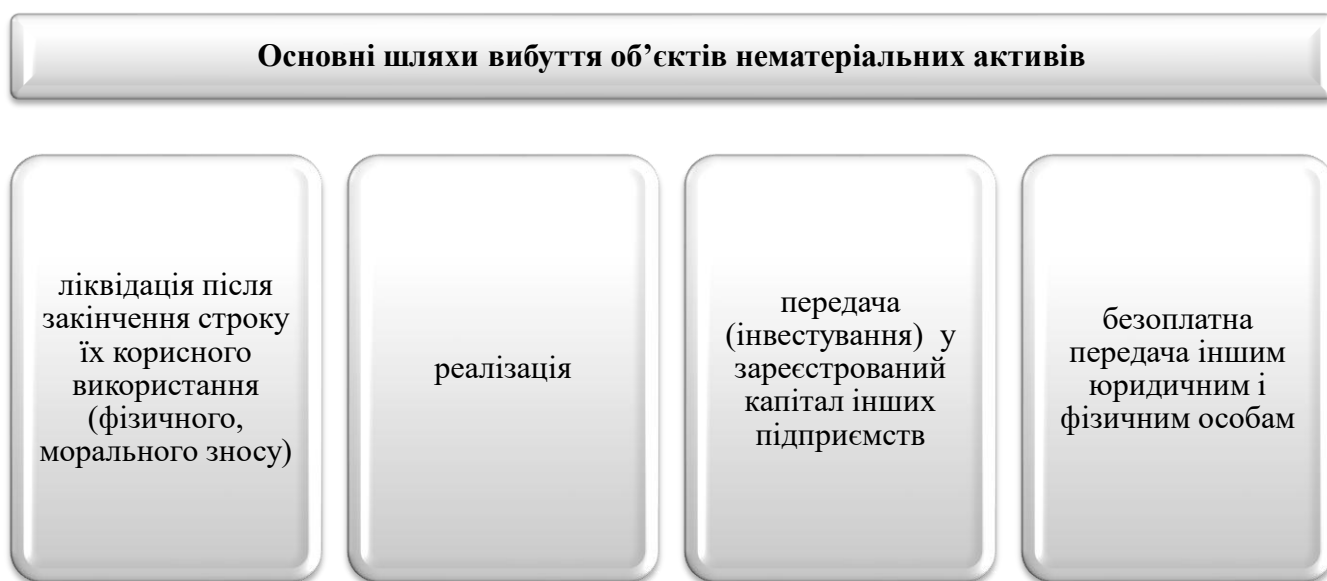 Основні шляхи вибуття об’єктів нематеріальних активів
ліквідація після
закінчення строку
їх корисного
використання
(фізичного,
морального зносу)
реалізація
передача
(інвестування) у
зареєстрований
капітал інших
підприємств
безоплатна
передача іншим
юридичним і
фізичним особам